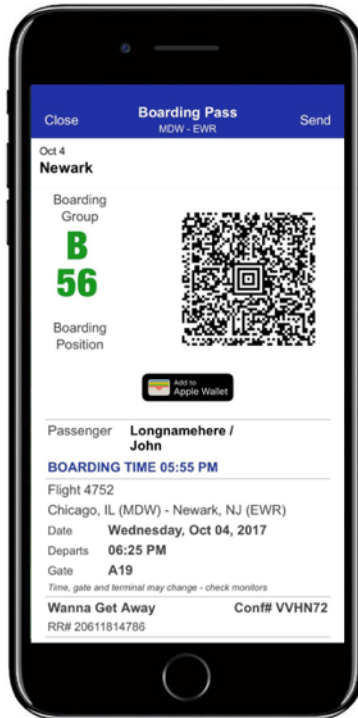 Close
Boarding Pass
Send
MDW - EWR
Oct 4
Newark
Boarding
Group
B
56
Boarding
Position
Add to
Apple Wallet
Passenger Longnamehere /
John
BOARDING TIME 05:55 PM
Flight 4752
Chicago, IL (MDW) - Newark, NJ (EWR)
Date Wednesday, Oct 04, 2017
Departs 06:25 PM
Gate A19
Time, gate and terminal may change - check monitors
Wanna Get Away Conf# VVHN72
RR# 20611814786